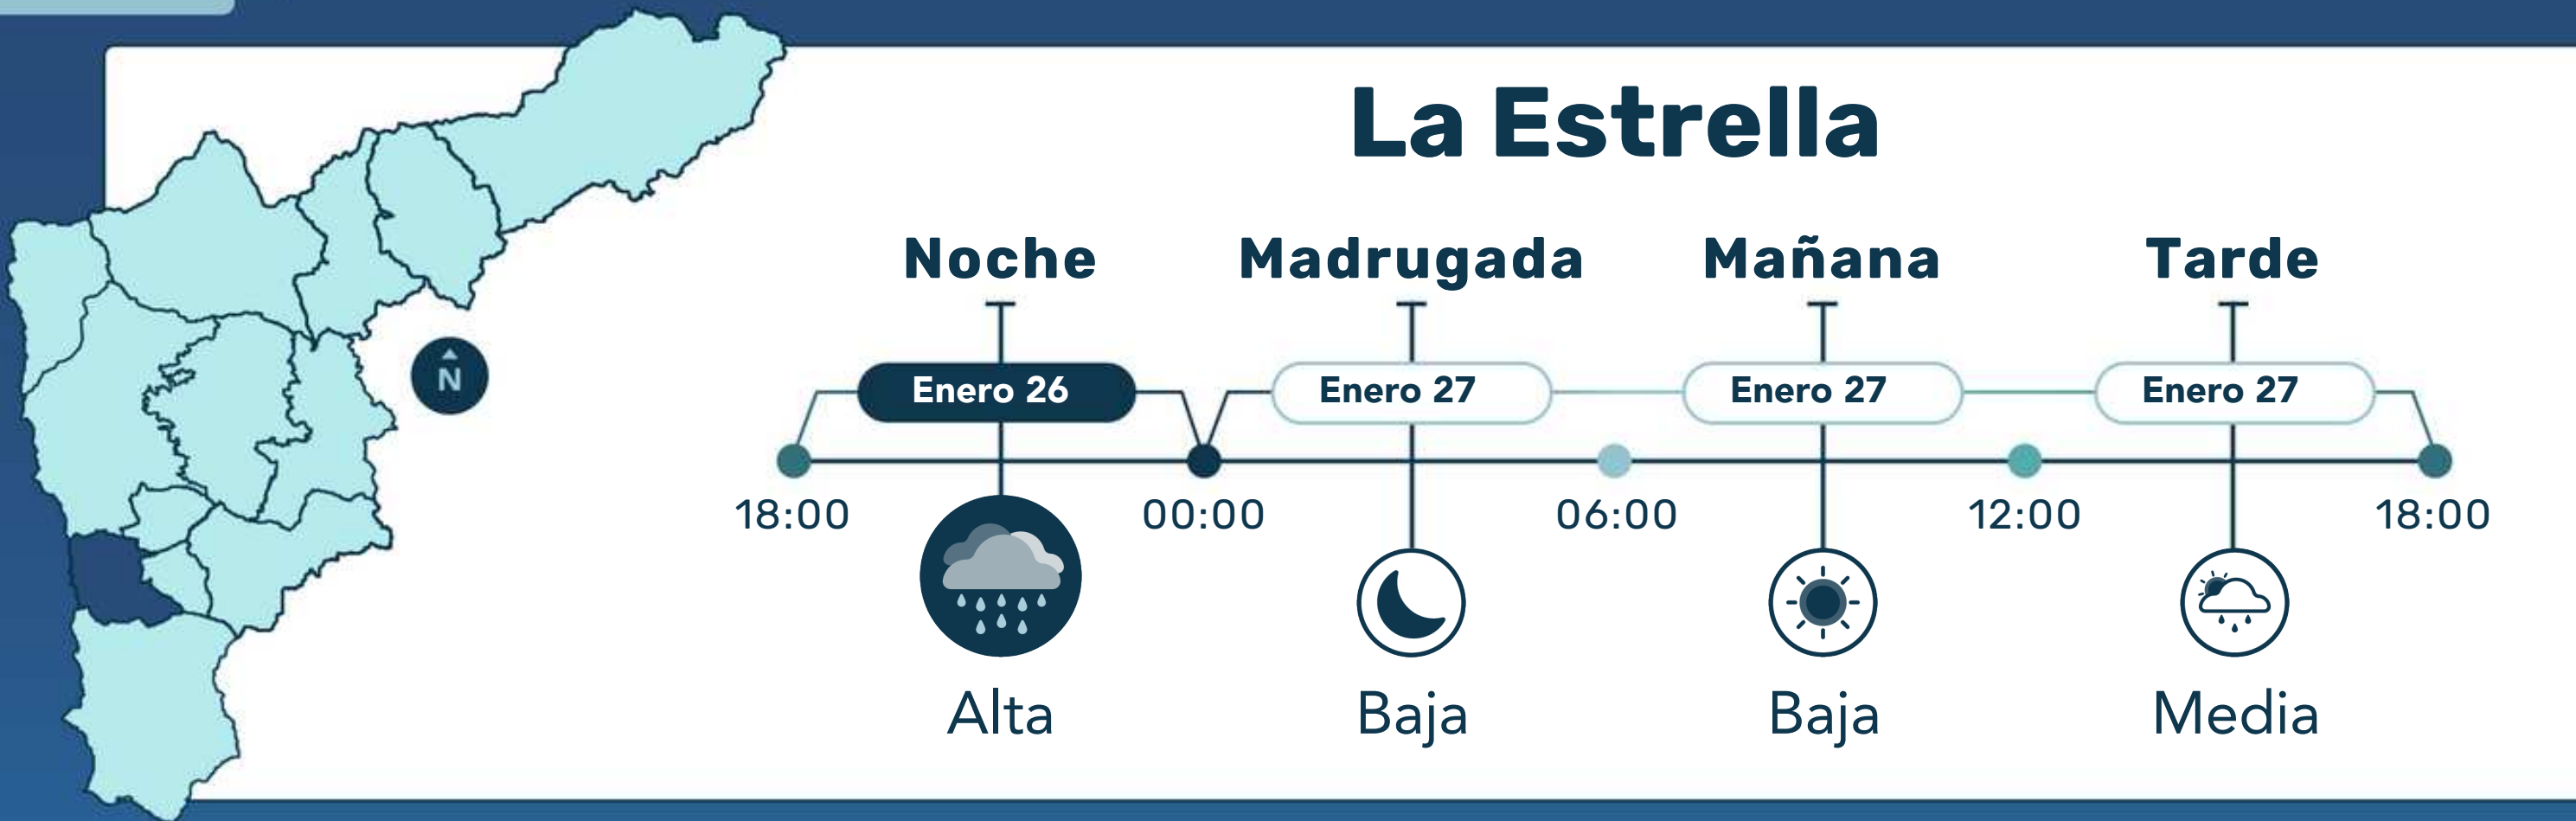 La Estrella
Noche Madrugada Mañana Tarde
N
Enero 26 Enero 27 Enero 27 Enero 27
18:00 00:00 06:00 12:00 18:00
Alta Baja Baja Media